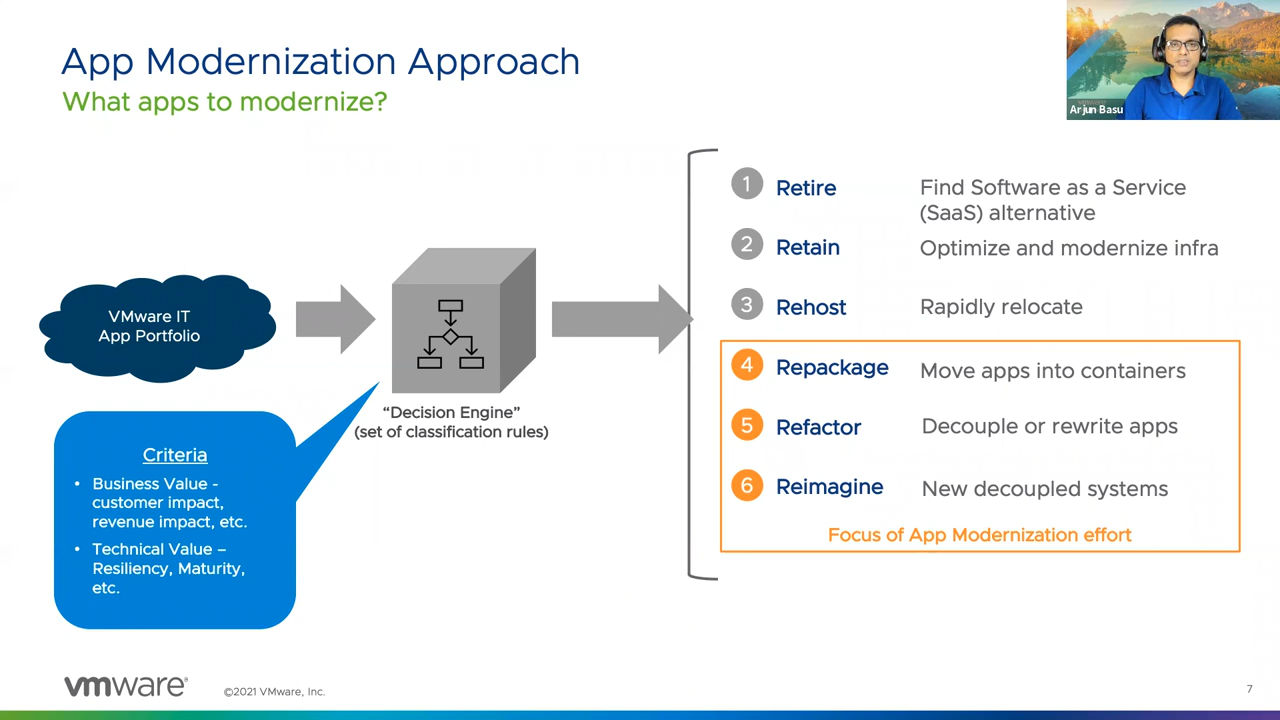 App Modernization Approach
What apps to modernize?
Arjun Basu
VMware IT
App Portfolio
Criteria
• Business Value -
customer impact,
revenue impact, etc.
• Technical Value –
Resiliency, Maturity,
etc.
“Decision Engine”
(set of classification rules)
1 Retire Find Software as a Service
(SaaS) alternative
2 Retain Optimize and modernize infra
3 Rehost Rapidly relocate
4 Repackage Move apps into containers
5 Refactor Decouple or rewrite apps
6 Reimagine New decoupled systems
Focus of App Modernization effort
vmware®
©2021 VMware, Inc.
7